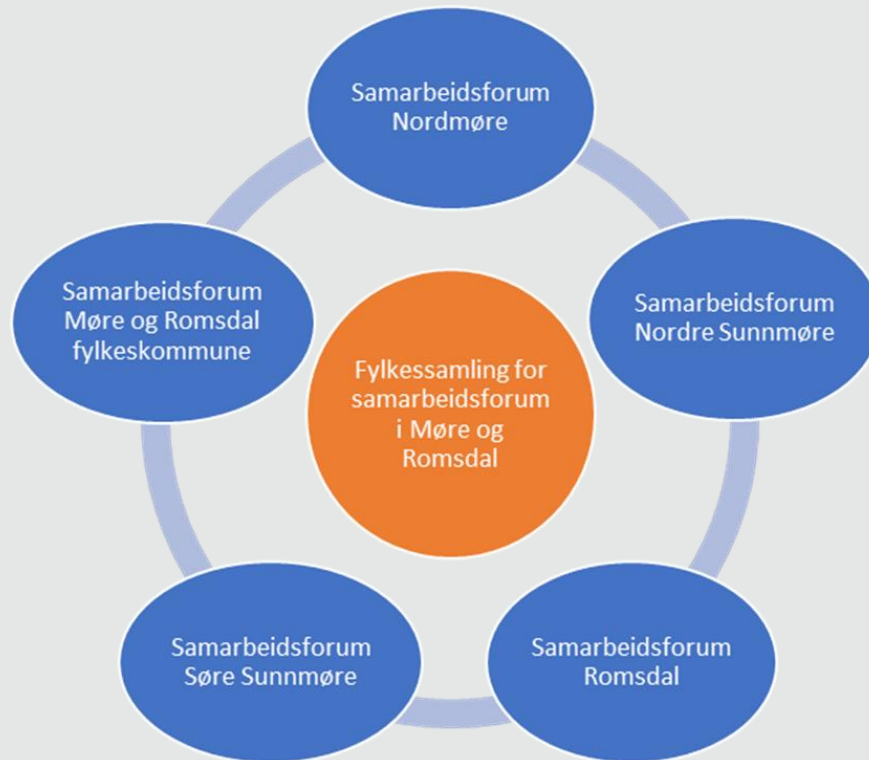 Samarbeidsforum
Nordmøre
Samarbeidsforum
Møre og Romsdal
fylkeskommune
Samarbeidsforum
Nordre Sunnmøre
Fylkessamling for
samarbeidsforum
i Møre og
Romsdal
Samarbeidsforum
Søre Sunnmøre
Samarbeidsforum
Romsdal